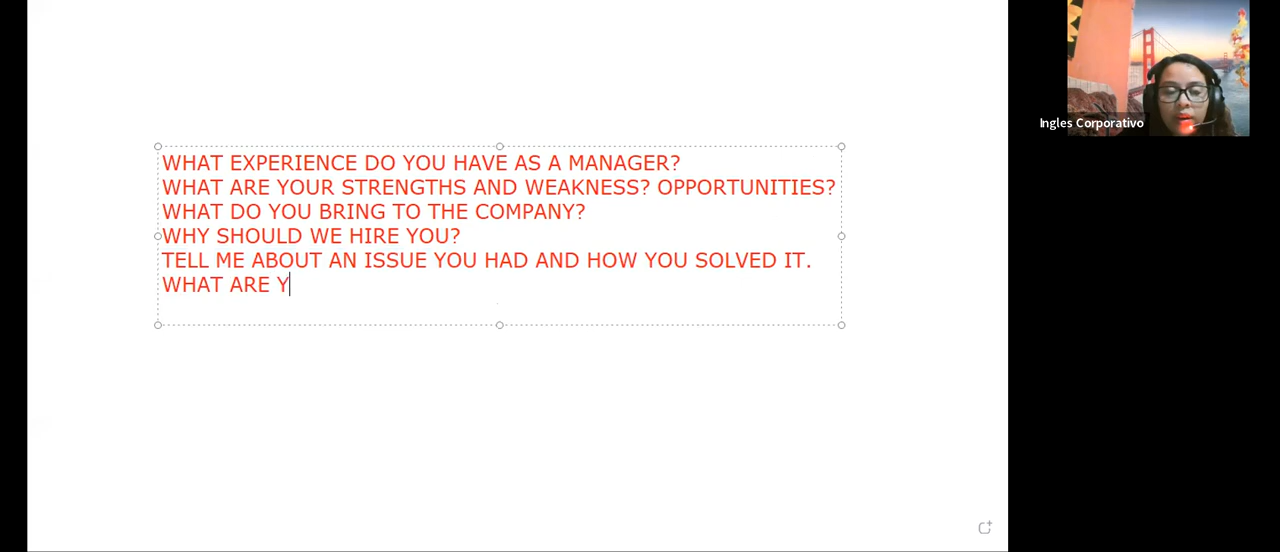 WHAT EXPERIENCE DO YOU HAVE AS A MANAGER?
WHAT ARE YOUR STRENGTHS AND WEAKNESS? OPPORTUNITIES?
WHAT DO YOU BRING TO THE COMPANY?
WHY SHOULD WE HIRE YOU?
TELL ME ABOUT AN ISSUE YOU HAD AND HOW YOU SOLVED IT.
WHAT ARE Y
Ingles Corporativo